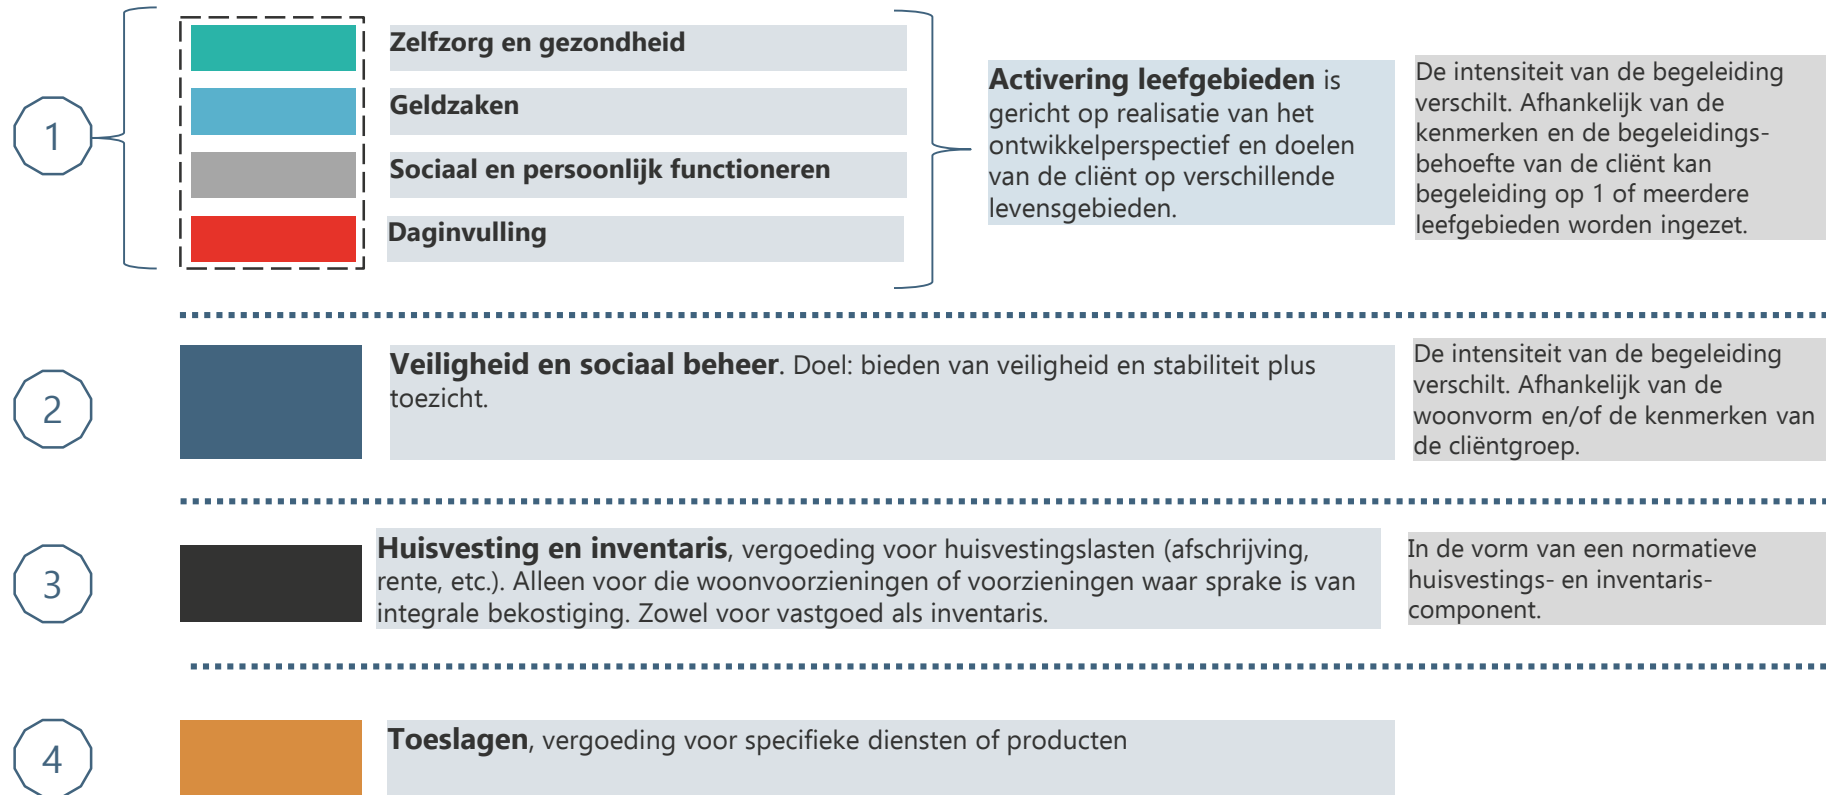 1
Zelfzorg en gezondheid
Geldzaken
Sociaal en persoonlijk functioneren
Daginvulling
Activering leefgebieden is
gericht op realisatie van het
ontwikkelperspectief en doelen
van de cliënt op verschillende
levensgebieden.
De intensiteit van de begeleiding
verschilt. Afhankelijk van de
kenmerken en de begeleidings-
behoefte van de cliënt kan
begeleiding op 1 of meerdere
leefgebieden worden ingezet.
2
Veiligheid en sociaal beheer. Doel: bieden van veiligheid en stabiliteit plus
toezicht.
De intensiteit van de begeleiding
verschilt. Afhankelijk van de
woonvorm en/of de kenmerken van
de cliëntgroep.
3
Huisvesting en inventaris, vergoeding voor huisvestingslasten (afschrijving,
rente, etc.). Alleen voor die woonvoorzieningen of voorzieningen waar sprake is van
integrale bekostiging. Zowel voor vastgoed als inventaris.
In de vorm van een normatieve
huisvestings- en inventaris-
component.
4
Toeslagen, vergoeding voor specifieke diensten of producten